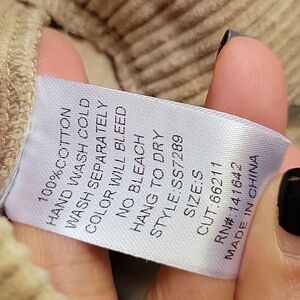 100%COTTON
HAND WASH COLD
WASH SEPARATELY
COLOR WILL BLEED
NO BLEACH
HANG TO DRY
STYLE:SS7289
SIZE:S
CUT:66211
RN#:141642
MADE IN CHINA